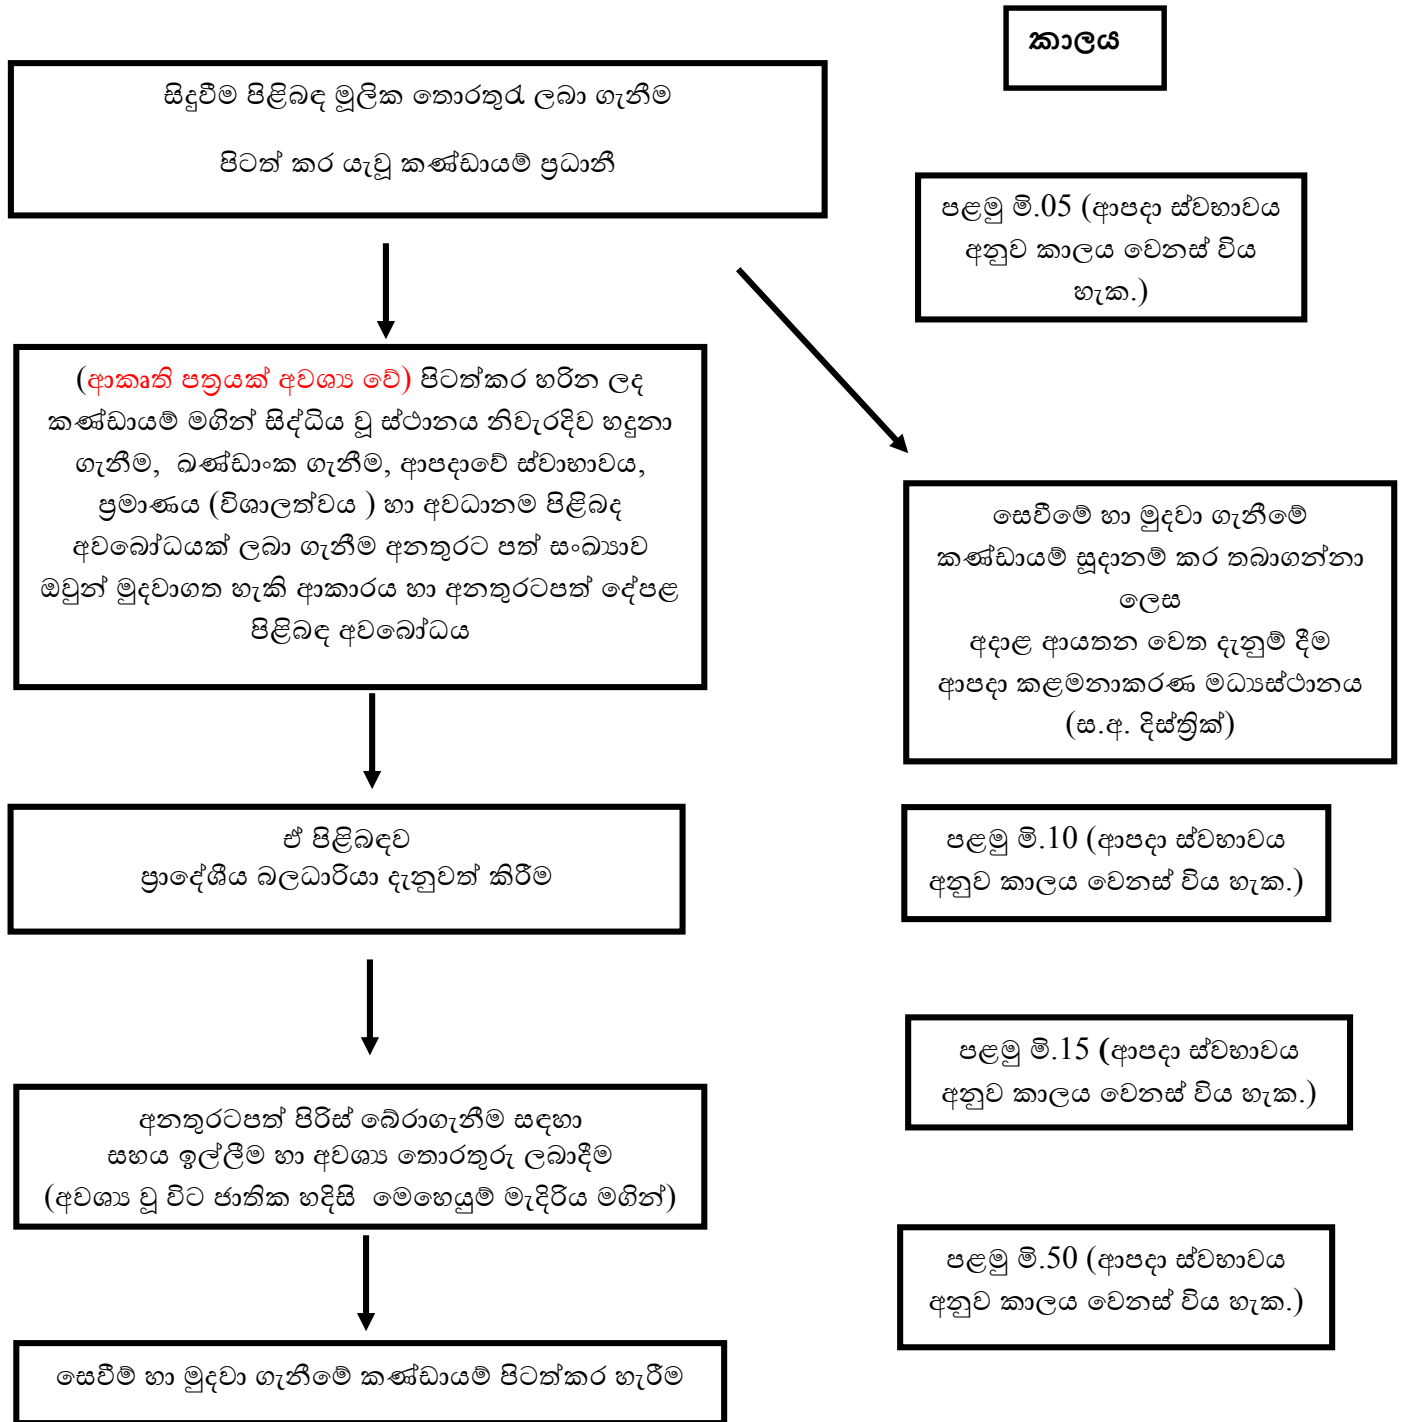 කාලය
සිදුවීම පිළිබඳ මූලික තොරතුරැ ලබා ගැනීම
පිටත් කර යැවූ කණ්ඩායම් ප්‍රධානී
පළමු මි.05 (ආපදා ස්වභාවය
අනුව කාලය වෙනස් විය
හැක.)
(ආකෘති පත්‍රයක් අවශ්‍ය වේ) පිටත්කර හරින ලද
කණ්ඩායම් මගින් සිද්ධිය වූ ස්ථානය නිවැරදිව හදුනා
ගැනීම, ඛණ්ඩාංක ගැනීම, ආපදාවේ ස්වාභාවය,
ප්‍රමාණය (විශාලත්වය ) හා අවධානම පිළිබද
අවබෝධයක් ලබා ගැනීම අනතුරට පත් සංඛ්‍යාව
ඔවුන් මුදවාගත හැකි ආකාරය හා අනතුරටපත් දේපළ
පිළිබඳ අවබෝධය
සෙවීමේ හා මුදවා ගැනීමේ
කණ්ඩායම් සූදානම් කර තබාගන්නා
ලෙස
අදාළ ආයතන වෙත දැනුම් දීම
ආපදා කළමනාකරණ මධ්‍යස්ථානය
(ස.අ. දිස්ත්‍රික්)
ඒ පිළිබඳව
ප්‍රාදේශීය බලධාරියා දැනුවත් කිරීම
පළමු මි.10 (ආපදා ස්වභාවය
අනුව කාලය වෙනස් විය හැක.)
පළමු මි.15 (ආපදා ස්වභාවය
අනුව කාලය වෙනස් විය හැක.)
අනතුරටපත් පිරිස් බේරාගැනීම සඳහා
සහය ඉල්ලීම හා අවශ්‍ය තොරතුරු ලබාදීම
(අවශ්‍ය වූ විට ජාතික හදිසි මෙහෙයුම් මැදිරිය මගින්)
පළමු මි.50 (ආපදා ස්වභාවය
අනුව කාලය වෙනස් විය හැක.)
සෙවීම් හා මුදවා ගැනීමේ කණ්ඩායම් පිටත්කර හැරීම